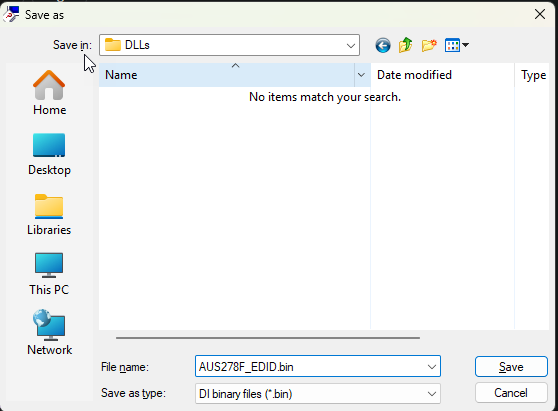 Save as
Save in: DLLs
Name Date modified Type
No items match your search.
Home
Desktop
Libraries
This PC
Network
File name: AUS278F_EDID.bin Save
Save as type: DI binary files (*.bin) Cancel